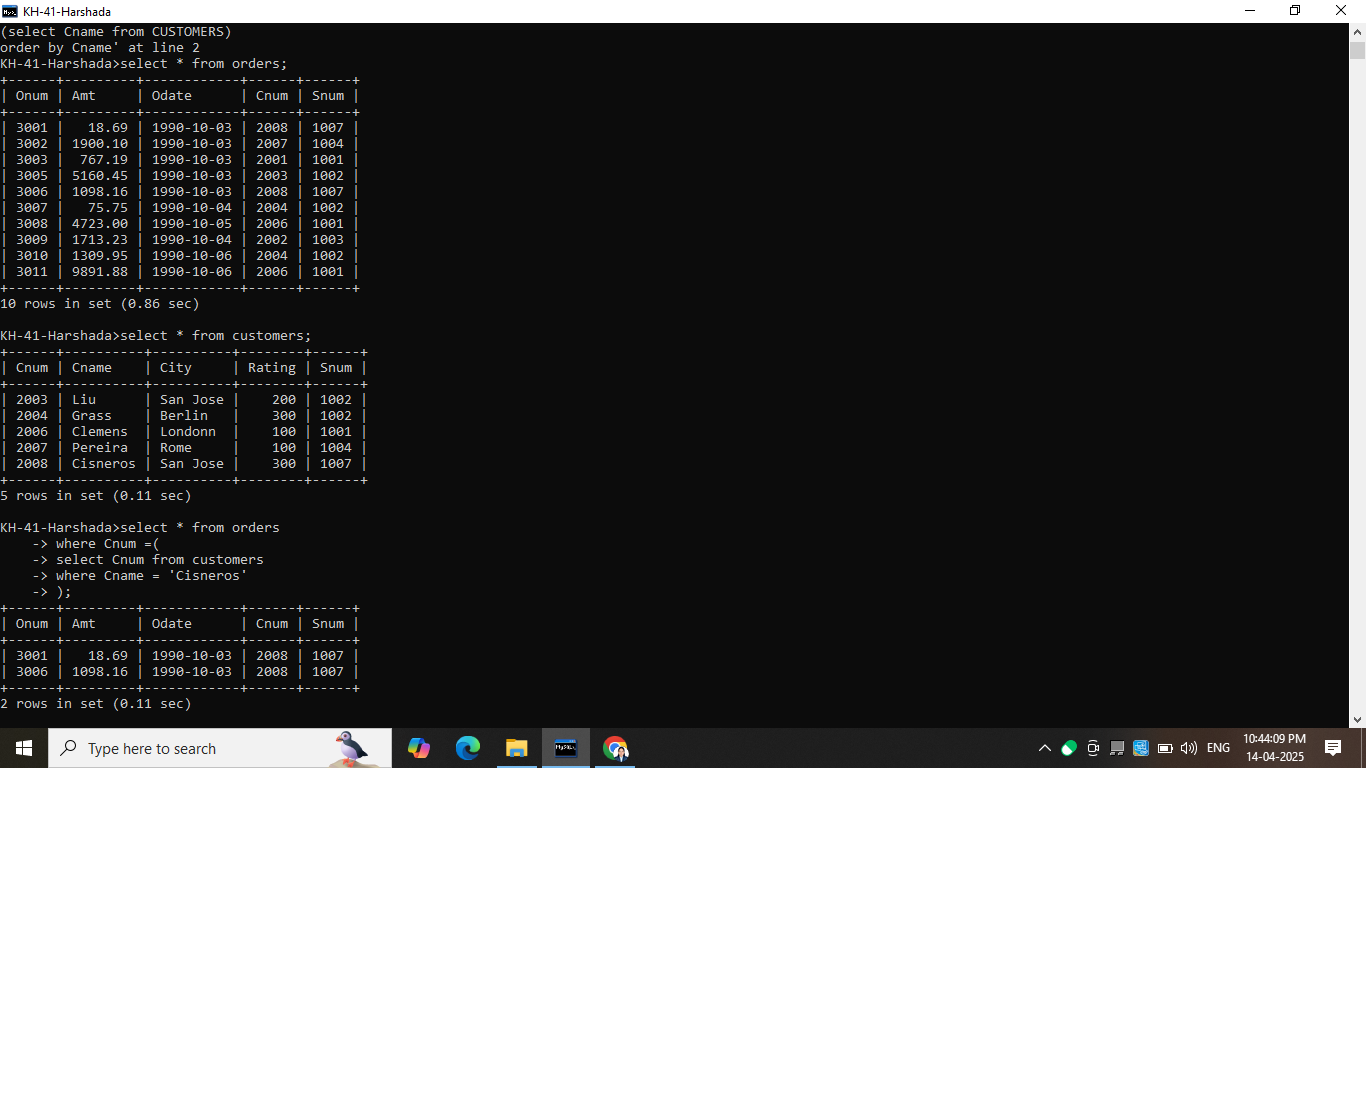 KH-41-Harshada
(select Cname from CUSTOMERS)
order by Cname' at line 2
KH-41-Harshada>select * from orders;
+------+---------+------------+------+------+
| Onum | Amt     | Odate      | Cnum | Snum |
+------+---------+------------+------+------+
| 3001 |   18.69 | 1990-10-03 | 2008 | 1007 |
| 3002 | 1900.10 | 1990-10-03 | 2007 | 1004 |
| 3003 |  767.19 | 1990-10-03 | 2001 | 1001 |
| 3005 | 5160.45 | 1990-10-03 | 2003 | 1002 |
| 3006 | 1098.16 | 1990-10-03 | 2008 | 1007 |
| 3007 |   75.75 | 1990-10-04 | 2004 | 1002 |
| 3008 | 4723.00 | 1990-10-05 | 2006 | 1001 |
| 3009 | 1713.23 | 1990-10-04 | 2002 | 1003 |
| 3010 | 1309.95 | 1990-10-06 | 2004 | 1002 |
| 3011 | 9891.88 | 1990-10-06 | 2006 | 1001 |
+------+---------+------------+------+------+
10 rows in set (0.86 sec)
KH-41-Harshada>select * from customers;
+------+----------+----------+--------+------+
| Cnum | Cname    | City     | Rating | Snum |
+------+----------+----------+--------+------+
| 2003 | Liu      | San Jose |    200 | 1002 |
| 2004 | Grass    | Berlin   |    300 | 1002 |
| 2006 | Clemens  | Londonn  |    100 | 1001 |
| 2007 | Pereira  | Rome     |    100 | 1004 |
| 2008 | Cisneros | San Jose |    300 | 1007 |
+------+----------+----------+--------+------+
5 rows in set (0.11 sec)
KH-41-Harshada>select * from orders
    -> where Cnum =(
    -> select Cnum from customers
    -> where Cname = 'Cisneros'
    -> );
+------+---------+------------+------+------+
| Onum | Amt     | Odate      | Cnum | Snum |
+------+---------+------------+------+------+
| 3001 |   18.69 | 1990-10-03 | 2008 | 1007 |
| 3006 | 1098.16 | 1990-10-03 | 2008 | 1007 |
+------+---------+------------+------+------+
2 rows in set (0.11 sec)
Type here to search
ENG
10:44:09 PM
14-04-2025